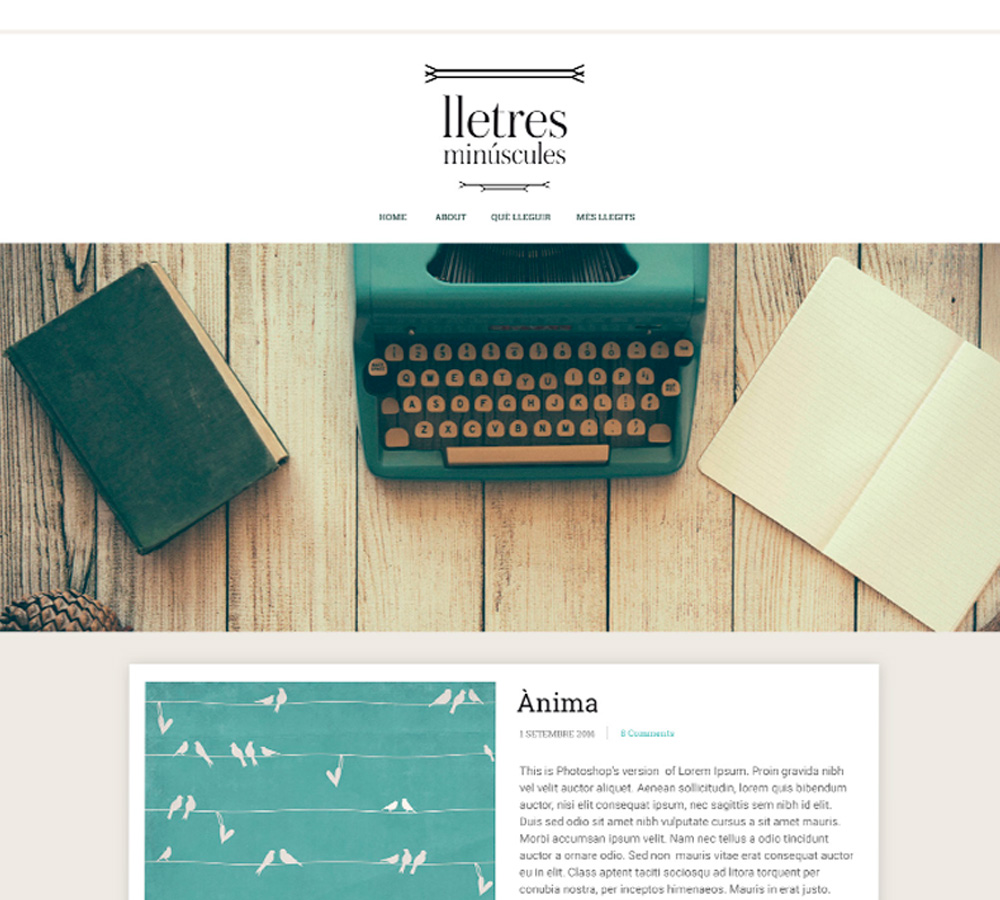 lletres
minúscules
HOME ABOUT QUÈ LLEGUIR MÉS LLEGITS
Q W E R T Y U I O P
A S D F G H J K L
Z X C V B N M
Ànima
1 SETEMBRE 2016 8 Comments
This is Photoshop's version of Lorem Ipsum. Proin gravida nibh
vel velit auctor aliquet. Aenean sollicitudin, lorem quis bibendum
auctor, nisi elit consequat ipsum, nec sagittis sem nibh id elit.
Duis sed odio sit amet nibh vulputate cursus a sit amet mauris.
Morbi accumsan ipsum velit. Nam nec tellus a odio tincidunt
auctor a ornare odio. Sed non mauris vitae erat consequat auctor
eu in elit. Class aptent taciti sociosqu ad litora torquent per
conubia nostra, per inceptos himenaeos. Mauris in erat justo.